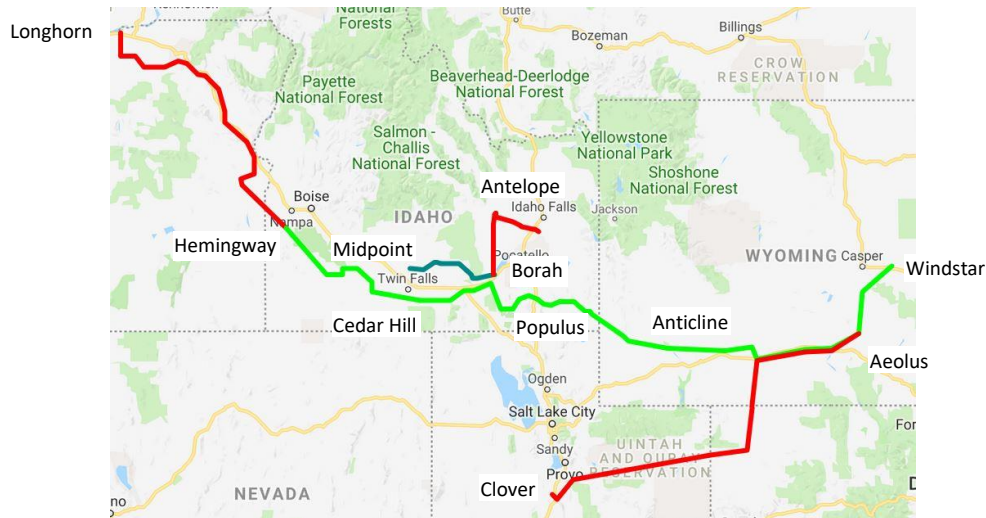 National
Forests
Butte
Longhorn
Bozeman
Billings
CROW
RESERVATION
Payette
National Forest
Beaverhead-Deerlodge
National Forest
Salmon -
Challis
National Forest
Yellowstone
National Park
Shoshone
National Forest
Antelope
Boise
Idaho Falls
Jackson
IDAHO
Nampa
Hemingway
Midpoint
Pocatello
WYOMING
Casper
Windstar
Borah
Twin Falls
Cedar Hill
Populus
Anticline
Aeolus
Ogden
Salt Lake City
Sandy
UINTAH
AND OURAY
RESERVATION
Provo
Clover
NEVADA
For
D
no